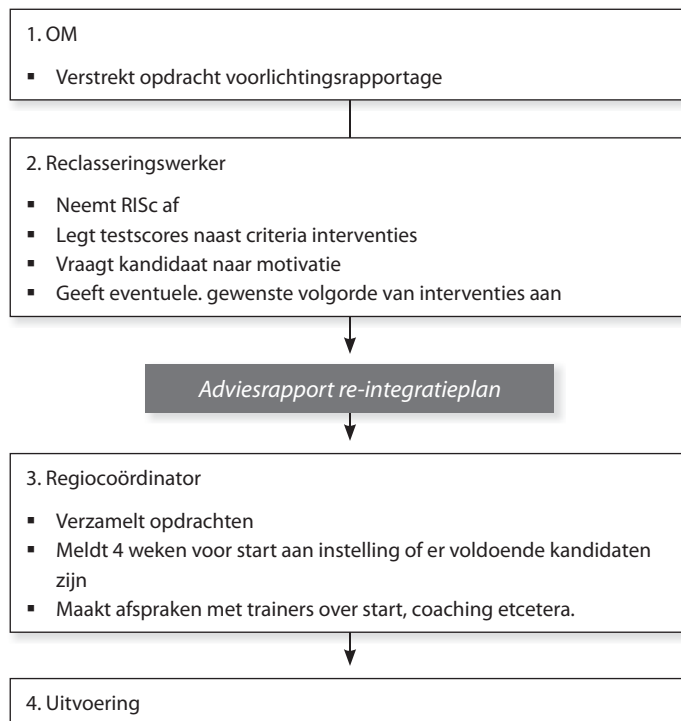 1. OM
▪ Verstrekt opdracht voorlichtingsrapportage
2. Reclasseringswerker
▪ Neemt RISc af
▪ Legt testscores naast criteria interventies
▪ Vraagt kandidaat naar motivatie
▪ Geeft eventuele. gewenste volgorde van interventies aan
Adviesrapport re-integratieplan
3. Regiocoördinator
▪ Verzamelt opdrachten
▪ Meldt 4 weken voor start aan instelling of er voldoende kandidaten
zijn
▪ Maakt afspraken met trainers over start, coaching etcetera.
4. Uitvoering